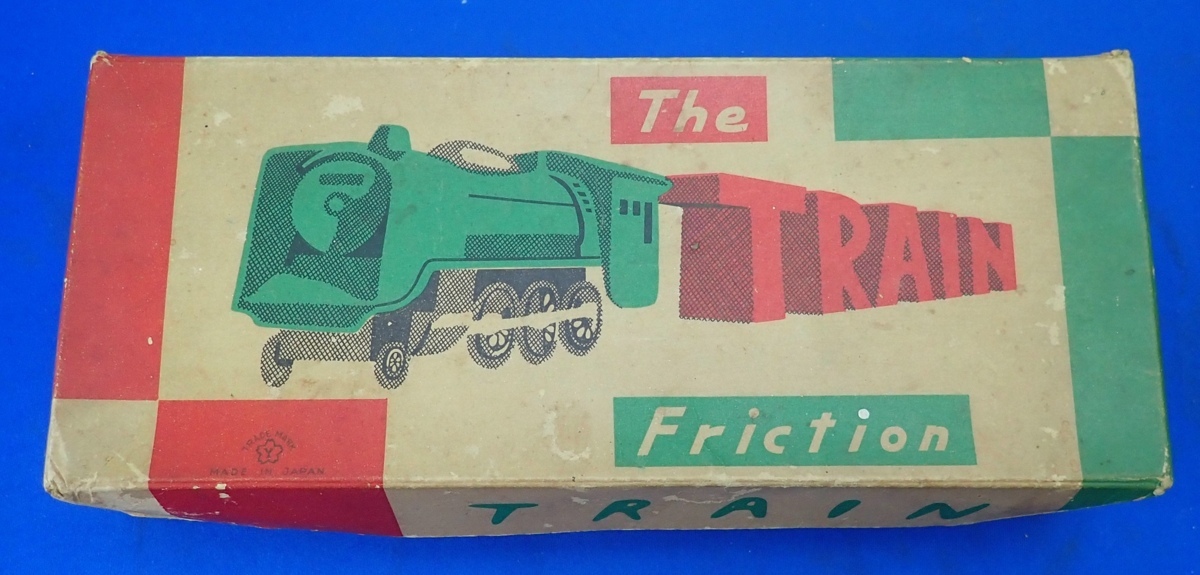 The
TRAIN
Friction
TRADE MARK
Y
MADE IN JAPAN
TRAIN